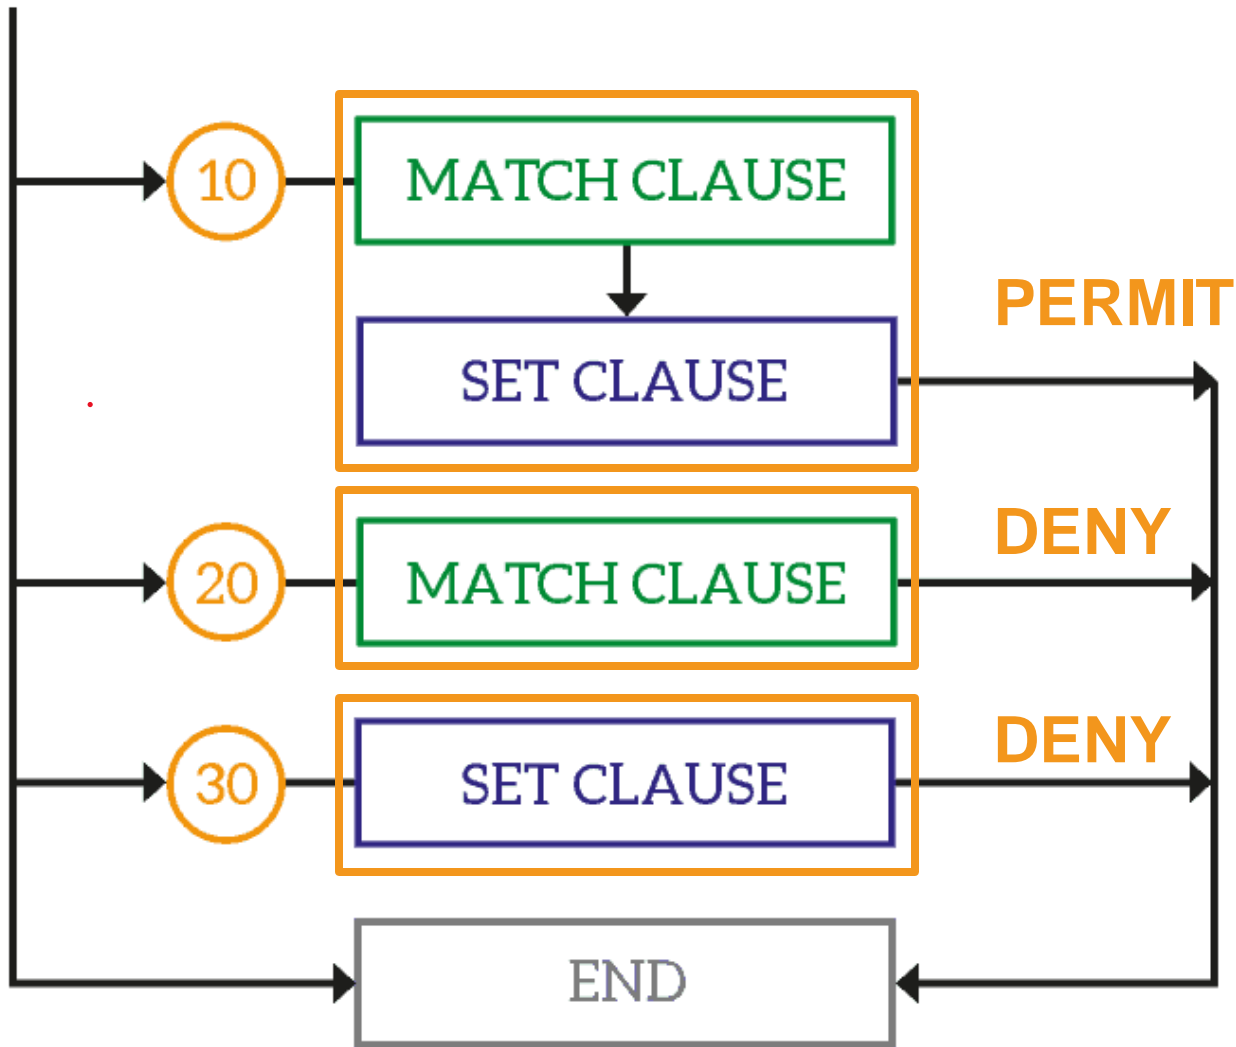 10
MATCH CLAUSE
SET CLAUSE
PERMIT
20
MATCH CLAUSE
DENY
30
SET CLAUSE
DENY
END